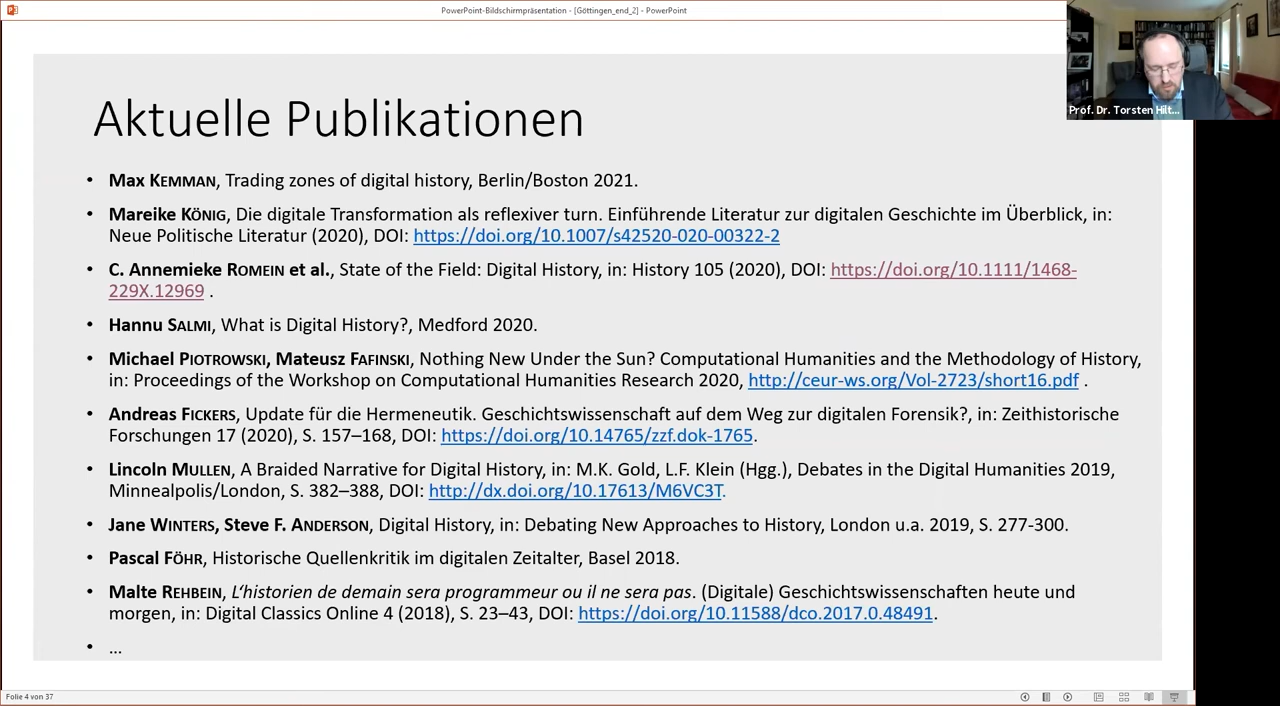 PowerPoint-Bildschirmpräsentation - [Göttingen_end_2] - PowerPoint
Prof. Dr. Torsten Hilt...
Aktuelle Publikationen
• Max KEMMAN, Trading zones of digital history, Berlin/Boston 2021.
• Mareike KÖNIG, Die digitale Transformation als reflexiver turn. Einführende Literatur zur digitalen Geschichte im Überblick, in:
Neue Politische Literatur (2020), DOI: https://doi.org/10.1007/s42520-020-00322-2
• C. Annemieke ROMEIN et al., State of the Field: Digital History, in: History 105 (2020), DOI: https://doi.org/10.1111/1468-
229X.12969 .
• Hannu SALMI, What is Digital History?, Medford 2020.
• Michael PIOTROWSKI, Mateusz FAFINSKI, Nothing New Under the Sun? Computational Humanities and the Methodology of History,
in: Proceedings of the Workshop on Computational Humanities Research 2020, http://ceur-ws.org/Vol-2723/short16.pdf .
• Andreas FICKERS, Update für die Hermeneutik. Geschichtswissenschaft auf dem Weg zur digitalen Forensik?, in: Zeithistorische
Forschungen 17 (2020), S. 157–168, DOI: https://doi.org/10.14765/zzf.dok-1765.
• Lincoln MULLEN, A Braided Narrative for Digital History, in: M.K. Gold, L.F. Klein (Hgg.), Debates in the Digital Humanities 2019,
Minnealpolis/London, S. 382–388, DOI: http://dx.doi.org/10.17613/M6VC3T.
• Jane WINTERS, Steve F. ANDERSON, Digital History, in: Debating New Approaches to History, London u.a. 2019, S. 277-300.
• Pascal FÖHR, Historische Quellenkritik im digitalen Zeitalter, Basel 2018.
• Malte REHBEIN, L‘historien de demain sera programmeur ou il ne sera pas. (Digitale) Geschichtswissenschaften heute und
morgen, in: Digital Classics Online 4 (2018), S. 23–43, DOI: https://doi.org/10.11588/dco.2017.0.48491.
• ...
Folie 4 von 37